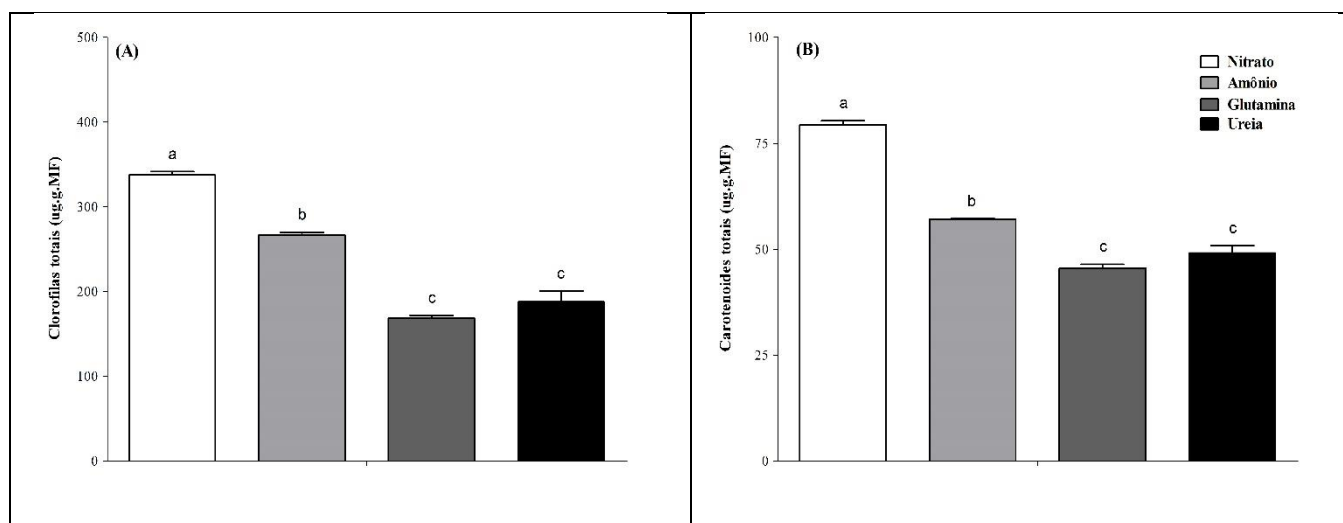 (A)
Clorofilas totais (ug.g.MF)
500
400
300
200
100
0
a
b
c
c
(B)
Carotenoides totais (ug.g.MF)
100
75
50
25
0
a
b
c
c
Nitrato
Amônio
Glutamina
Ureia